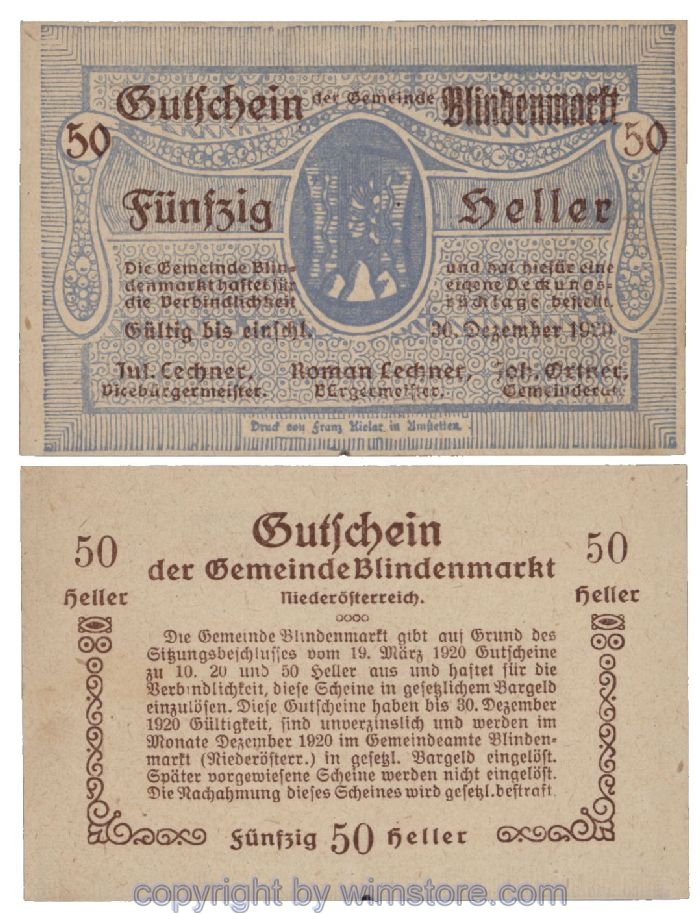 Gutschein der Gemeinde Blindenmarkt
50 50
Fünfzig Heller
Die Gemeinde Blin-
denmarkt haftet für
die Verbindlichkeit
und hat hiefür eine
eigene Deckungs-
rücklage bestellt.
Gültig bis einschl. 30. Dezember 1920.
Jul. Lechner, Roman Lechner, Joh. Ortner,
Vicebürgermeister. Bürgermeister. Gemeinderat.
Druck von Franz Kielar in Amstetten.
Gutschein
50 50
der Gemeinde Blindenmarkt
Heller Heller
Niederösterreich.
Die Gemeinde Blindenmarkt gibt auf Grund des
Sitzungsbeschlusses vom 19. März 1920 Gutscheine
zu 10, 20 und 50 Heller aus und haftet für die
Verbindlichkeit, diese Scheine in gesetzlichem Bargeld
einzulösen. Diese Gutscheine haben bis 30. Dezember
1920 Gültigkeit, sind unverzinslich und werden im
Monate Dezember 1920 im Gemeindeamte Blinden-
markt (Niederösterr.) in gesetzl. Bargeld eingelöst.
Später vorgewiesene Scheine werden nicht eingelöst.
Die Nachahmung dieses Scheines wird gesetzl. bestraft
Fünfzig 50 Heller
copyright by wimstore.com